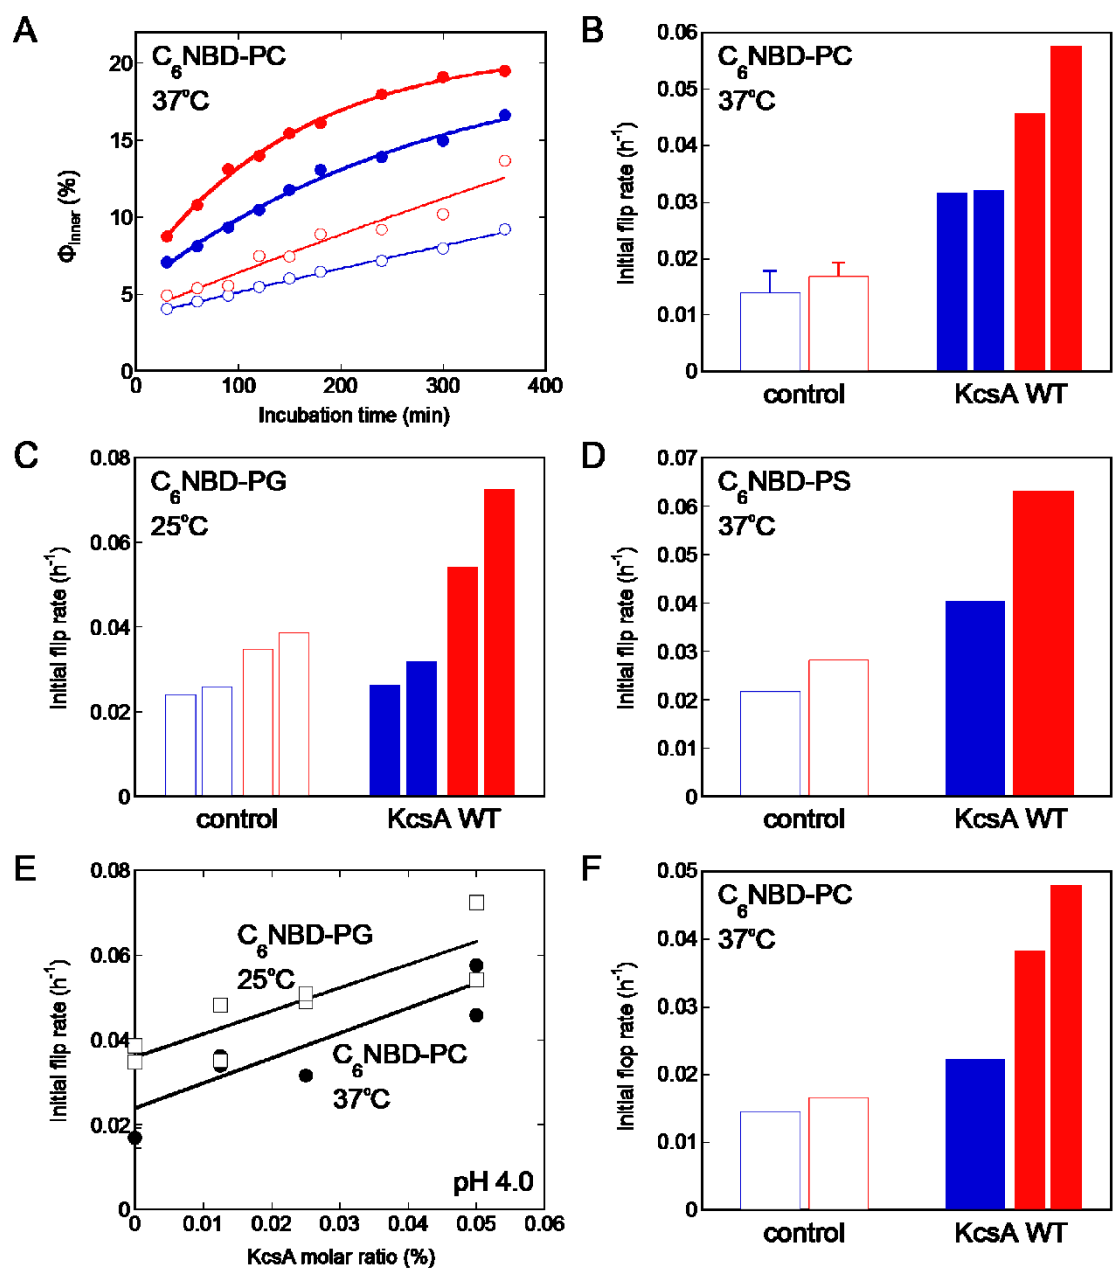 A
C₆NBD-PC
37°C
Φ_Inner (%)
20
15
10
5
0
0 100 200 300 400
Incubation time (min)
B
C₆NBD-PC
37°C
Initial flip rate (h⁻¹)
0.06
0.05
0.04
0.03
0.02
0.01
0
control KcsA WT
C
C₆NBD-PG
25°C
Initial flip rate (h⁻¹)
0.08
0.06
0.04
0.02
0
control KcsA WT
D
C₆NBD-PS
37°C
Initial flip rate (h⁻¹)
0.07
0.06
0.05
0.04
0.03
0.02
0.01
0
control KcsA WT
E
C₆NBD-PG
25°C
C₆NBD-PC
37°C
pH 4.0
Initial flip rate (h⁻¹)
0.08
0.06
0.04
0.02
0
0 0.01 0.02 0.03 0.04 0.05 0.06
KcsA molar ratio (%)
F
C₆NBD-PC
37°C
Initial flop rate (h⁻¹)
0.05
0.04
0.03
0.02
0.01
0
control KcsA WT